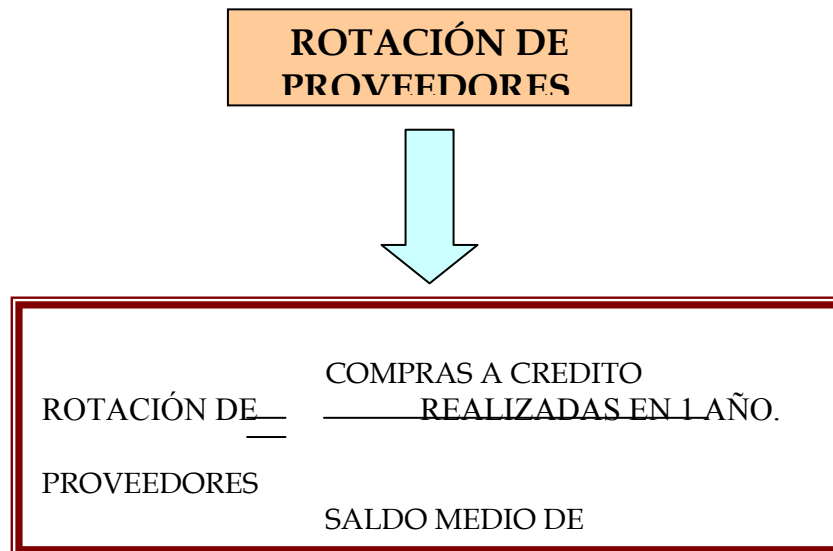 ROTACIÓN DE
PROVEEDORES
COMPRAS A CREDITO
ROTACIÓN DE REALIZADAS EN 1 AÑO.
PROVEEDORES
SALDO MEDIO DE